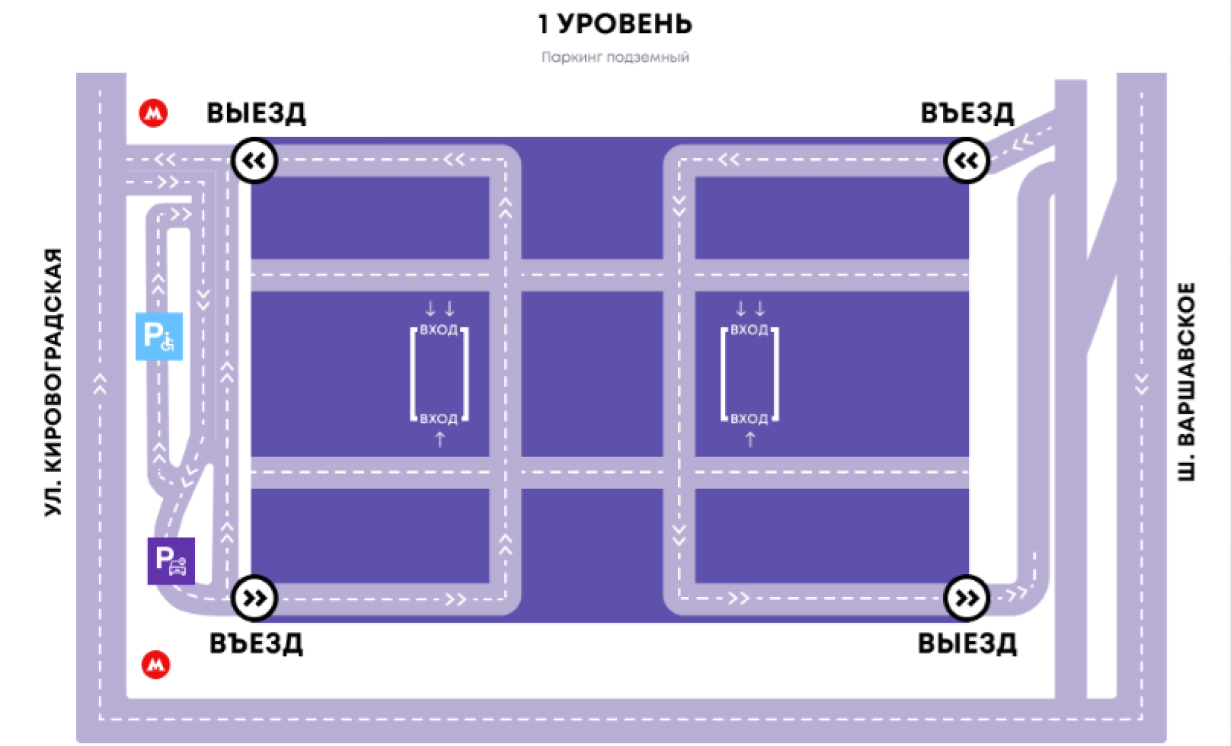 1 УРОВЕНЬ
Паркинг подземный
М
ВЫЕЗД
ВЪЕЗД
УЛ. КИРОВОГРАДСКАЯ
Ш. ВАРШАВСКОЕ
P
ВХОД
ВХОД
ВХОД
ВХОД
P
ВЪЕЗД
ВЫЕЗД
М